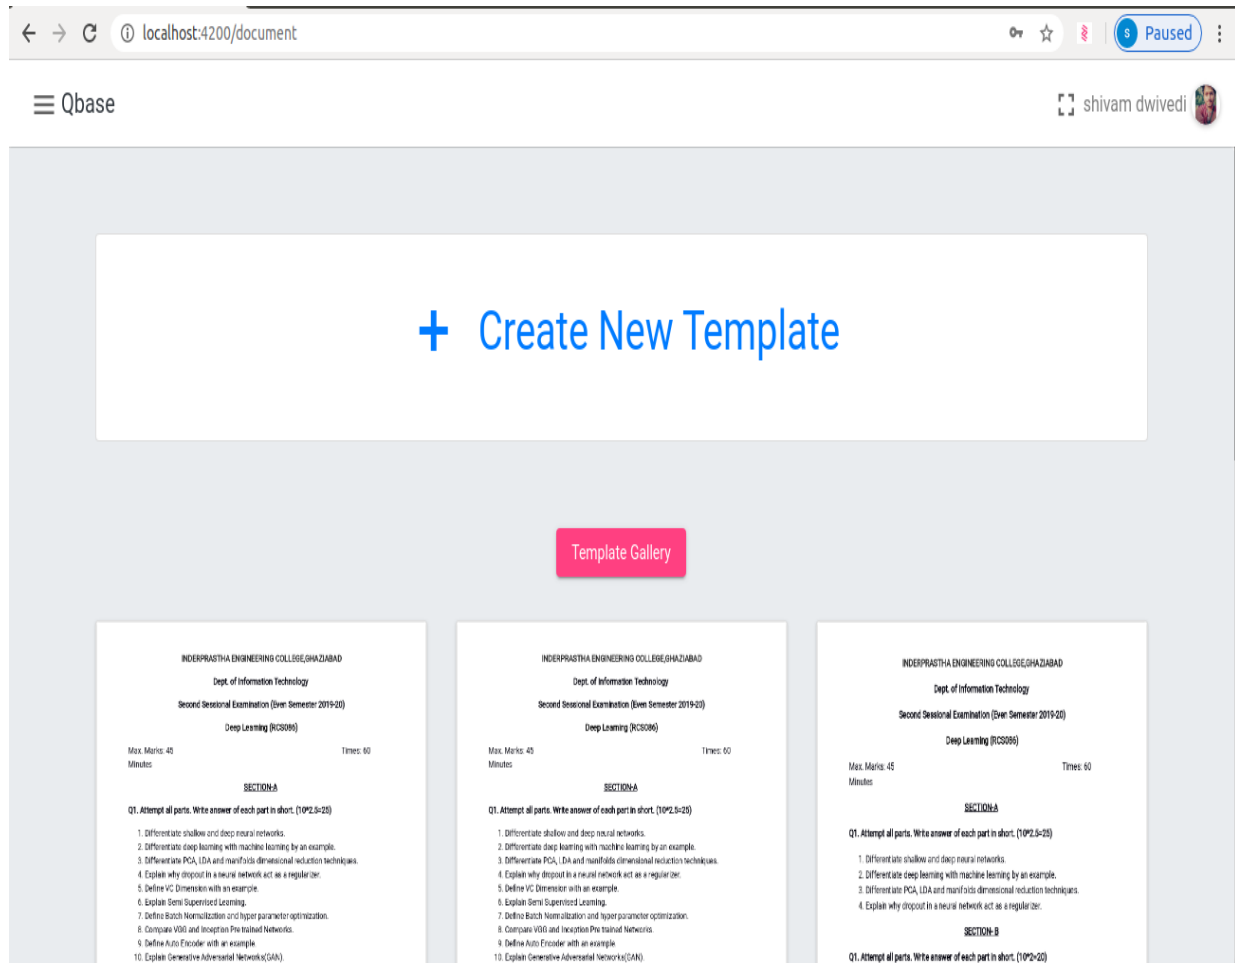 localhost:4200/document
s Paused
Qbase
shivam dwivedi
+ Create New Template
Template Gallery
INDERPRASTHA ENGINEERING COLLEGE,GHAZIABAD
Dept. of Information Technology
Second Sessional Examination (Even Semester 2019-20)
Deep Learning (RCS086)
Max. Marks: 45 Times: 60
Minutes
SECTION-A
Q1. Attempt all parts. Write answer of each part in short. (10*2.5=25)
1. Differentiate shallow and deep neural networks.
2. Differentiate deep learning with machine learning by an example.
3. Differentiate PCA, LDA and manifolds dimensional reduction techniques.
4. Explain why dropout in a neural network act as a regularizer.
5. Define VC Dimension with an example.
6. Explain Semi Supervised Learning.
7. Define Batch Normalization and hyper parameter optimization.
8. Compare VGG and Inception Pre trained Networks.
9. Define Auto Encoder with an example
10. Explain Generative Adversarial Networks(GAN).
INDERPRASTHA ENGINEERING COLLEGE,GHAZIABAD
Dept. of Information Technology
Second Sessional Examination (Even Semester 2019-20)
Deep Learning (RCS086)
Max. Marks: 45 Times: 60
Minutes
SECTION-A
Q1. Attempt all parts. Write answer of each part in short. (10*2.5=25)
1. Differentiate shallow and deep neural networks.
2. Differentiate deep learning with machine learning by an example.
3. Differentiate PCA, LDA and manifolds dimensional reduction techniques.
4. Explain why dropout in a neural network act as a regularizer.
5. Define VC Dimension with an example.
6. Explain Semi Supervised Learning.
7. Define Batch Normalization and hyper parameter optimization.
8. Compare VGG and Inception Pre trained Networks.
9. Define Auto Encoder with an example
10. Explain Generative Adversarial Networks(GAN).
INDERPRASTHA ENGINEERING COLLEGE,GHAZIABAD
Dept. of Information Technology
Second Sessional Examination (Even Semester 2019-20)
Deep Learning (RCS086)
Max. Marks: 45 Times: 60
Minutes
SECTION-A
Q1. Attempt all parts. Write answer of each part in short. (10*2.5=25)
1. Differentiate shallow and deep neural networks.
2. Differentiate deep learning with machine learning by an example.
3. Differentiate PCA, LDA and manifolds dimensional reduction techniques.
4. Explain why dropout in a neural network act as a regularizer.
SECTION- B
Q1. Attempt all parts. Write answer of each part in short. (10*2=20)